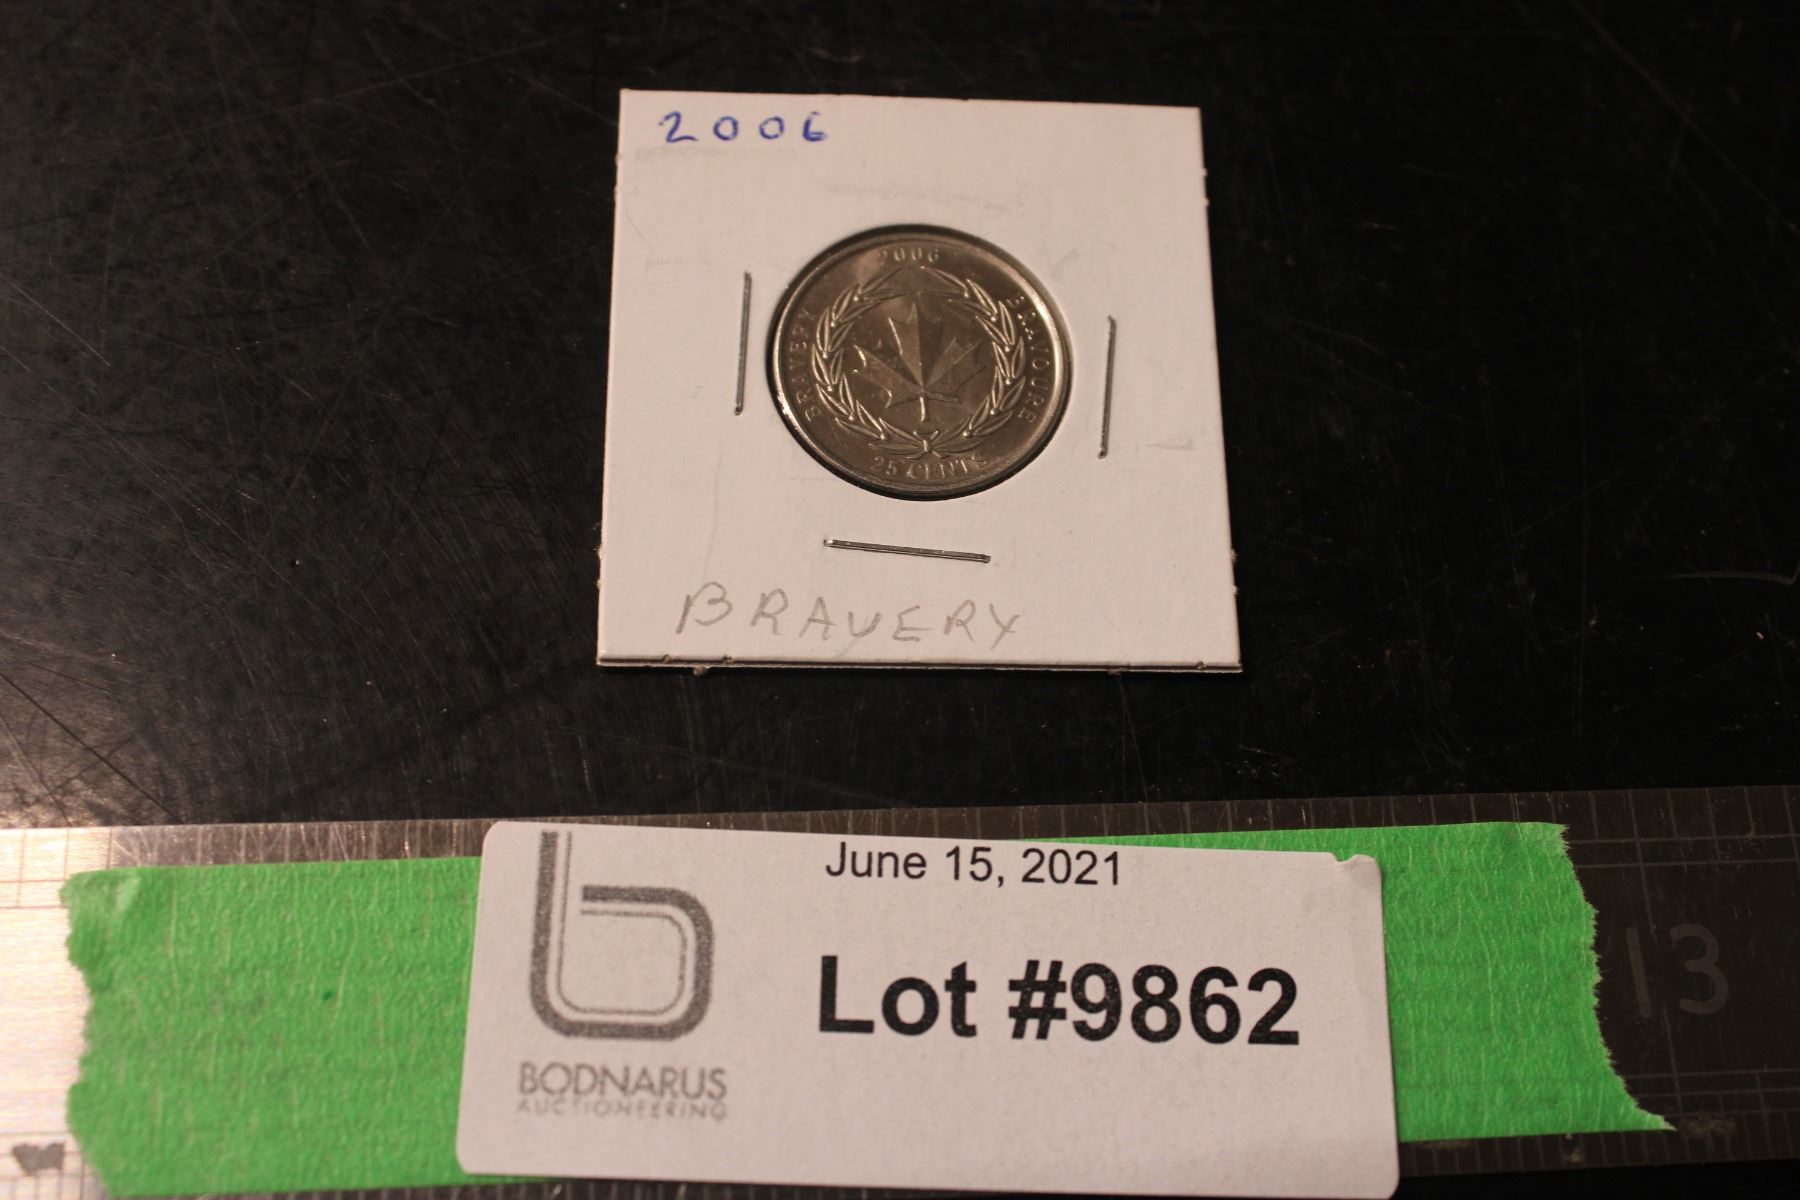 2006
2006
BRAVERY
BRAVOURE
25 CENTS
BRAVERY
June 15, 2021
Lot #9862
BODNARUS
AUCTIONEERING
13